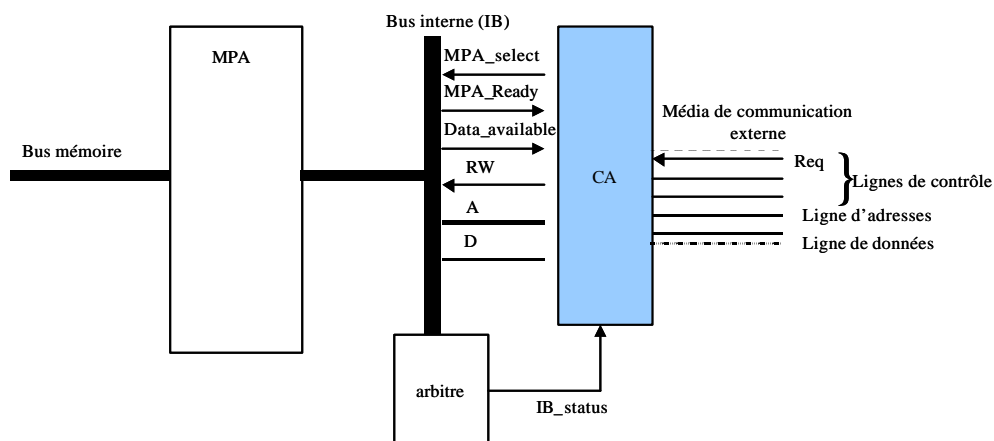 Bus interne (IB)
MPA
MPA_select
MPA_Ready
Data_available
RW
A
D
Bus mémoire
CA
Média de communication
externe
Req
Lignes de contrôle
Ligne d'adresses
Ligne de données
arbitre
IB_status